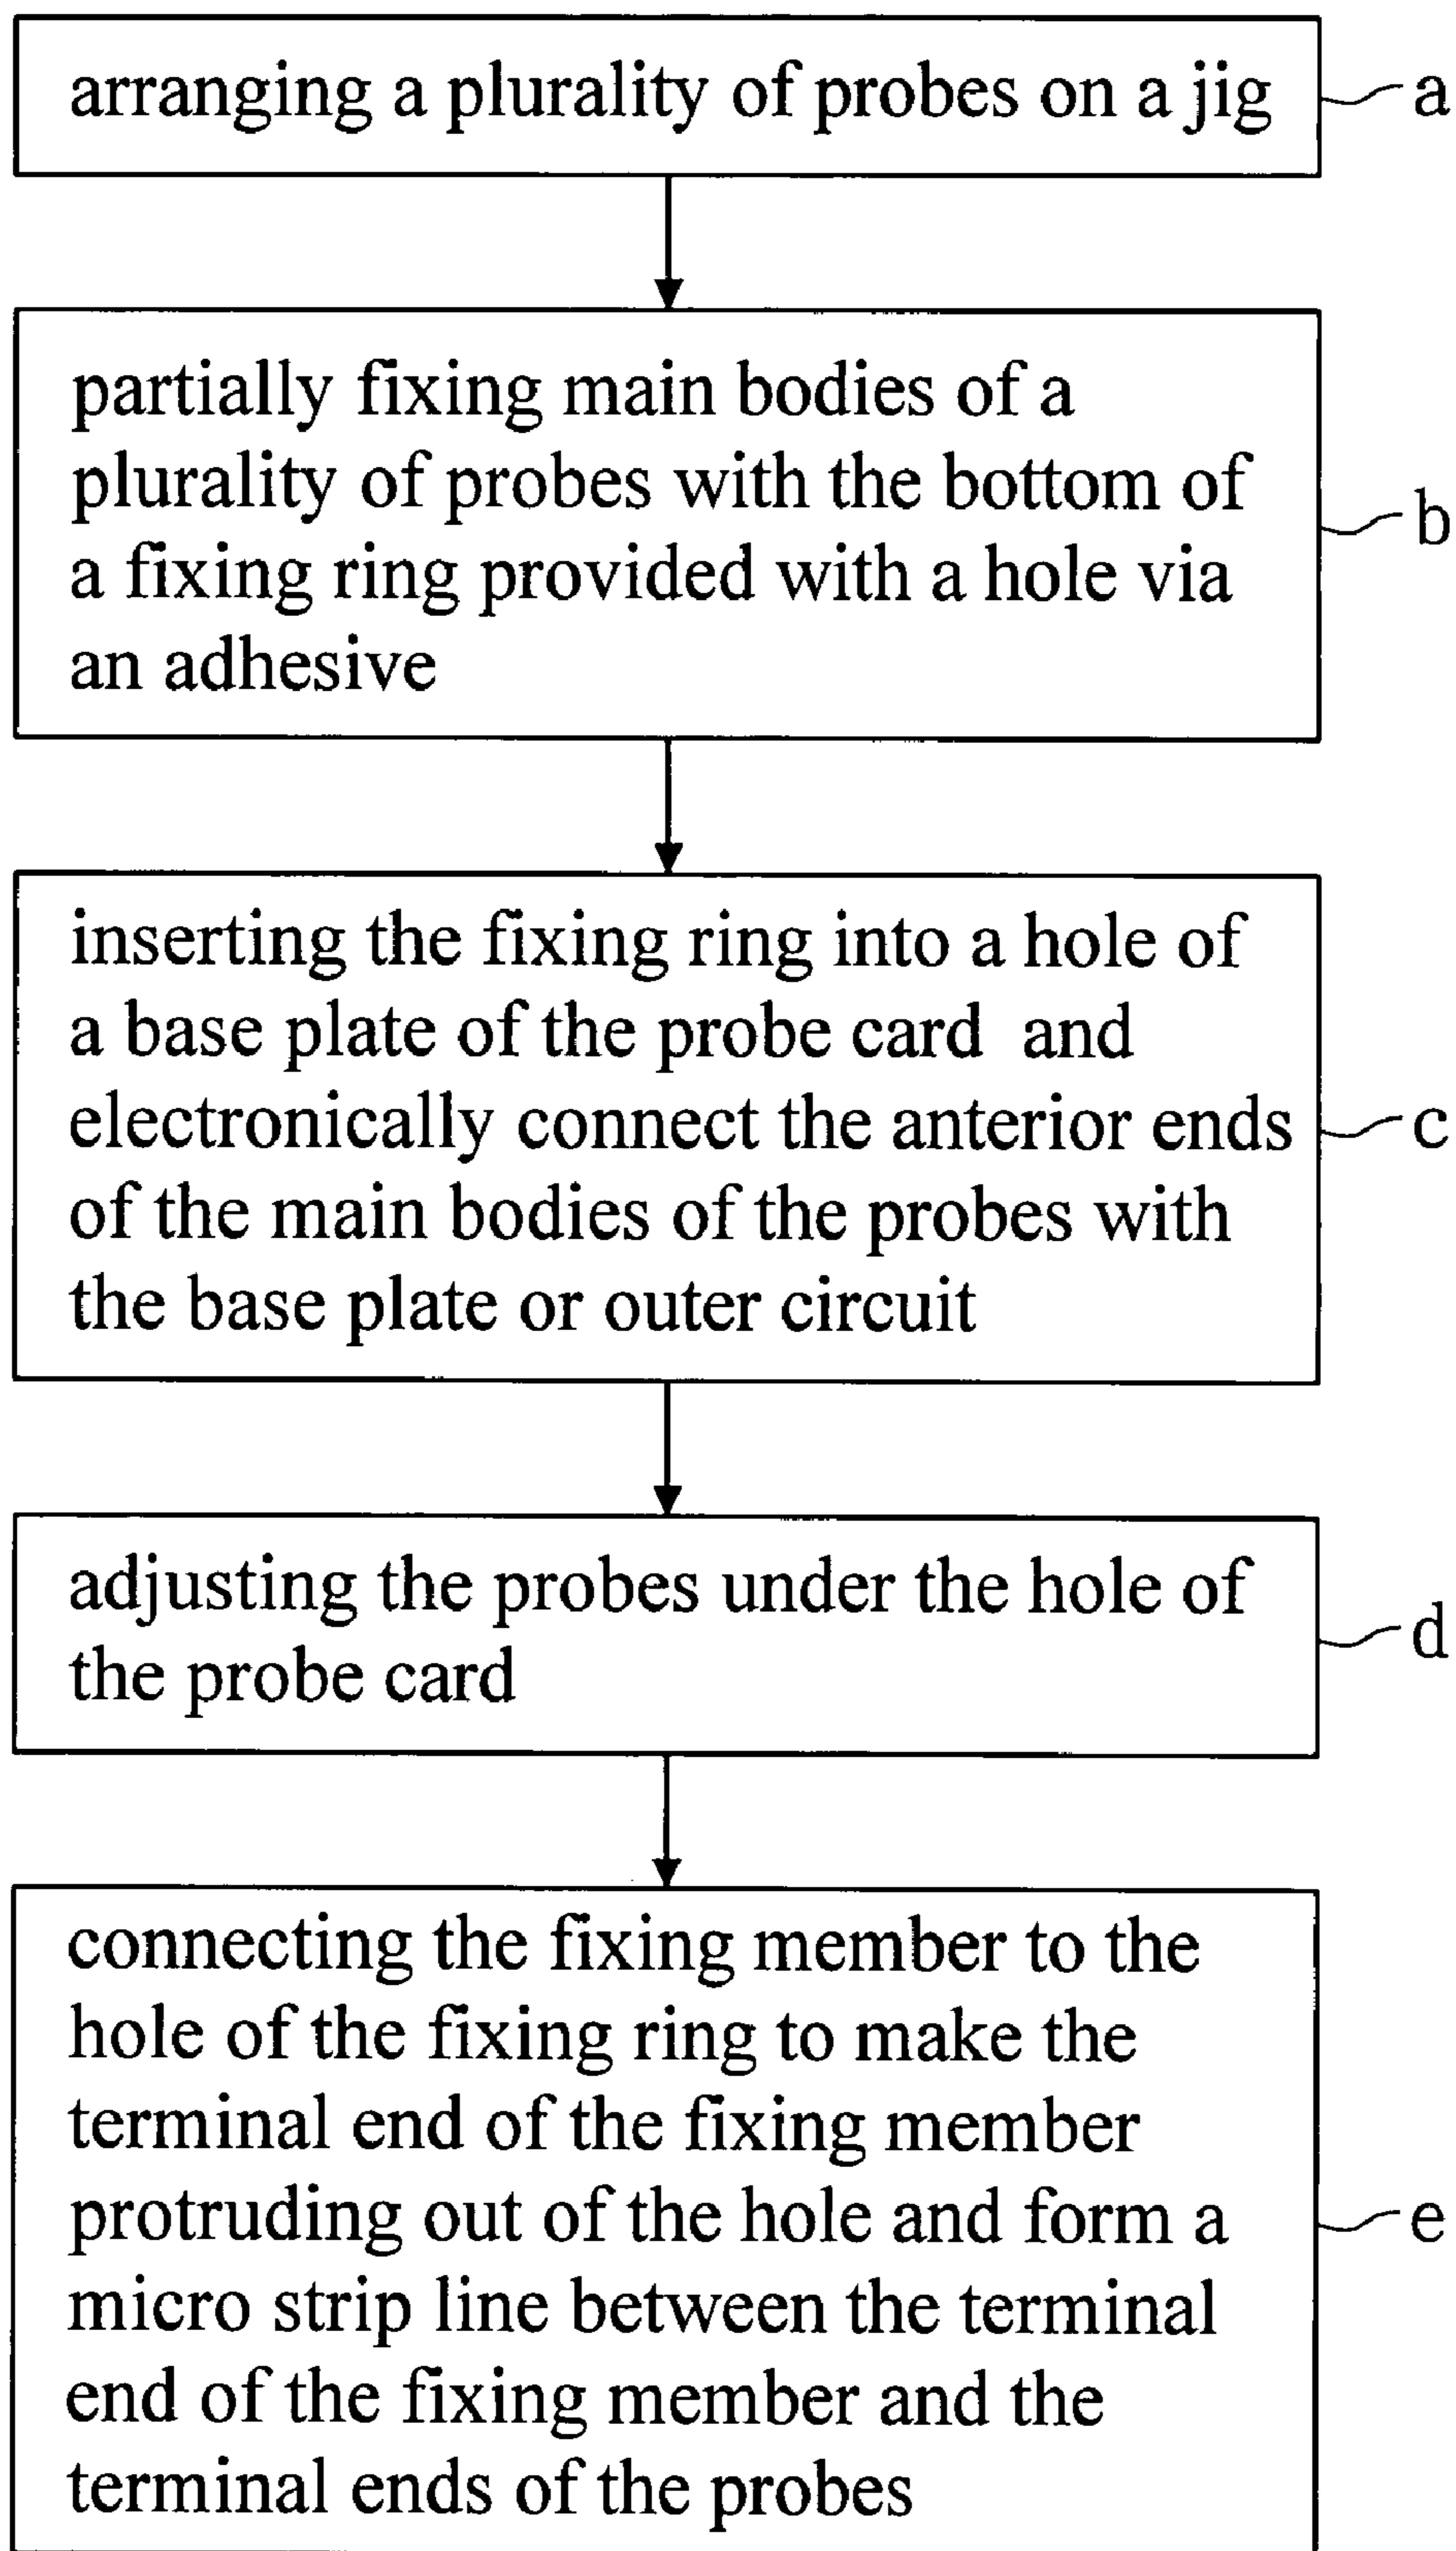 arranging a plurality of probes on a jig
a
partially fixing main bodies of a
plurality of probes with the bottom of
a fixing ring provided with a hole via
an adhesive
b
inserting the fixing ring into a hole of
a base plate of the probe card and
electronically connect the anterior ends
of the main bodies of the probes with
the base plate or outer circuit
c
adjusting the probes under the hole of
the probe card
d
connecting the fixing member to the
hole of the fixing ring to make the
terminal end of the fixing member
protruding out of the hole and form a
micro strip line between the terminal
end of the fixing member and the
terminal ends of the probes
e